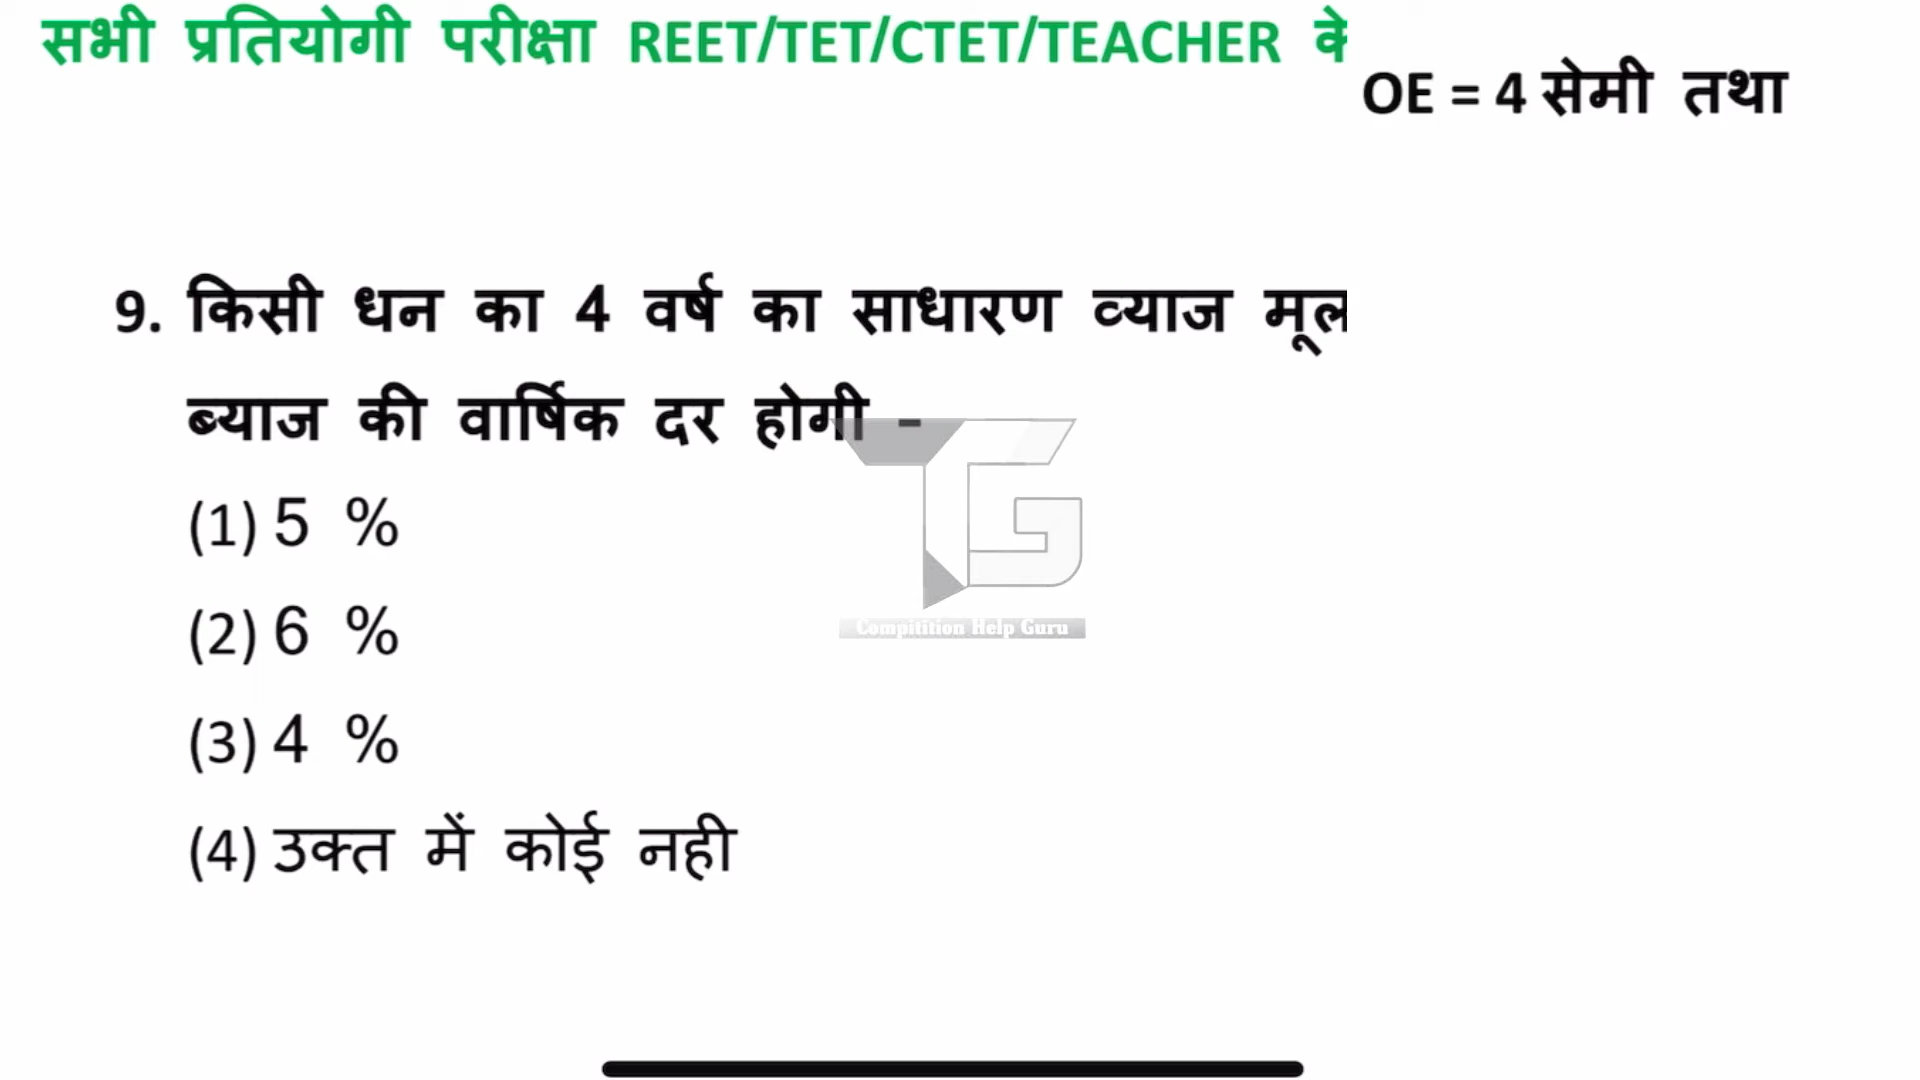 सभी प्रतियोगी परीक्षा REET/TET/CTET/TEACHER के
OE = 4 सेमी तथा
9. किसी धन का 4 वर्ष का साधारण व्याज
ब्याज की वार्षिक दर होगी -
(1) 5 %
(2) 6 %
(3) 4 %
(4) उक्त में कोई नही
Compitition Help Guru